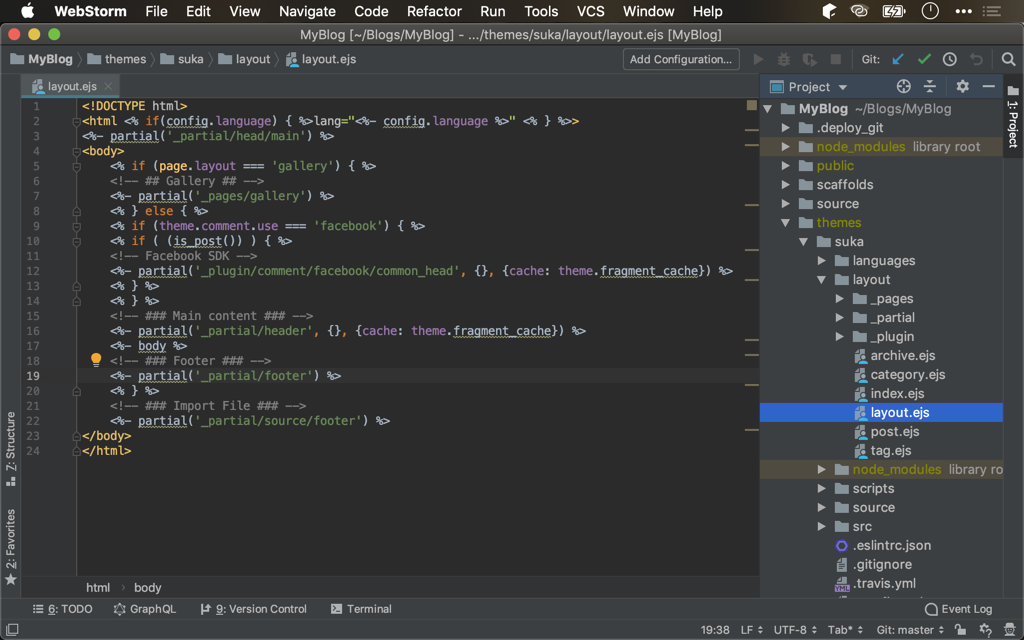 WebStorm File Edit View Navigate Code Refactor Run Tools VCS Window Help
MyBlog [~/Blogs/MyBlog] - .../themes/suka/layout/layout.ejs [MyBlog]
MyBlog themes suka layout layout.ejs Add Configuration... Git:
layout.ejs
1 <!DOCTYPE html>
2 <html <% if(config.language) { %>lang="<%- config.language %>" <% } %>>
3 <%- partial('_partial/head/main') %>
4 <body>
5 <% if (page.layout === 'gallery') { %>
6 <!-- ## Gallery ## -->
7 <%- partial('_pages/gallery') %>
8 <% } else { %>
9 <% if (theme.comment.use === 'facebook') { %>
10 <% if ( (is_post()) ) { %>
11 <!-- Facebook SDK -->
12 <%- partial('_plugin/comment/facebook/common_head', {}, {cache: theme.fragment_cache}) %>
13 <% } %>
14 <% } %>
15 <!-- ### Main content ### -->
16 <%- partial('_partial/header', {}, {cache: theme.fragment_cache}) %>
17 <%- body %>
18 <!-- ### Footer ### -->
19 <%- partial('_partial/footer') %>
20 <% } %>
21 <!-- ### Import File ### -->
22 <%- partial('_partial/source/footer') %>
23 </body>
24 </html>
html body
Project
MyBlog ~/Blogs/MyBlog
.deploy_git
node_modules library root
public
scaffolds
source
themes
suka
languages
layout
_pages
_partial
_plugin
archive.ejs
category.ejs
index.ejs
layout.ejs
post.ejs
tag.ejs
node_modules library ro
scripts
source
src
.eslintrc.json
.gitignore
.travis.yml
1: Project
Z: Structure
2: Favorites
6: TODO GraphQL 9: Version Control Terminal Event Log
19:38 LF UTF-8 Tab* Git: master